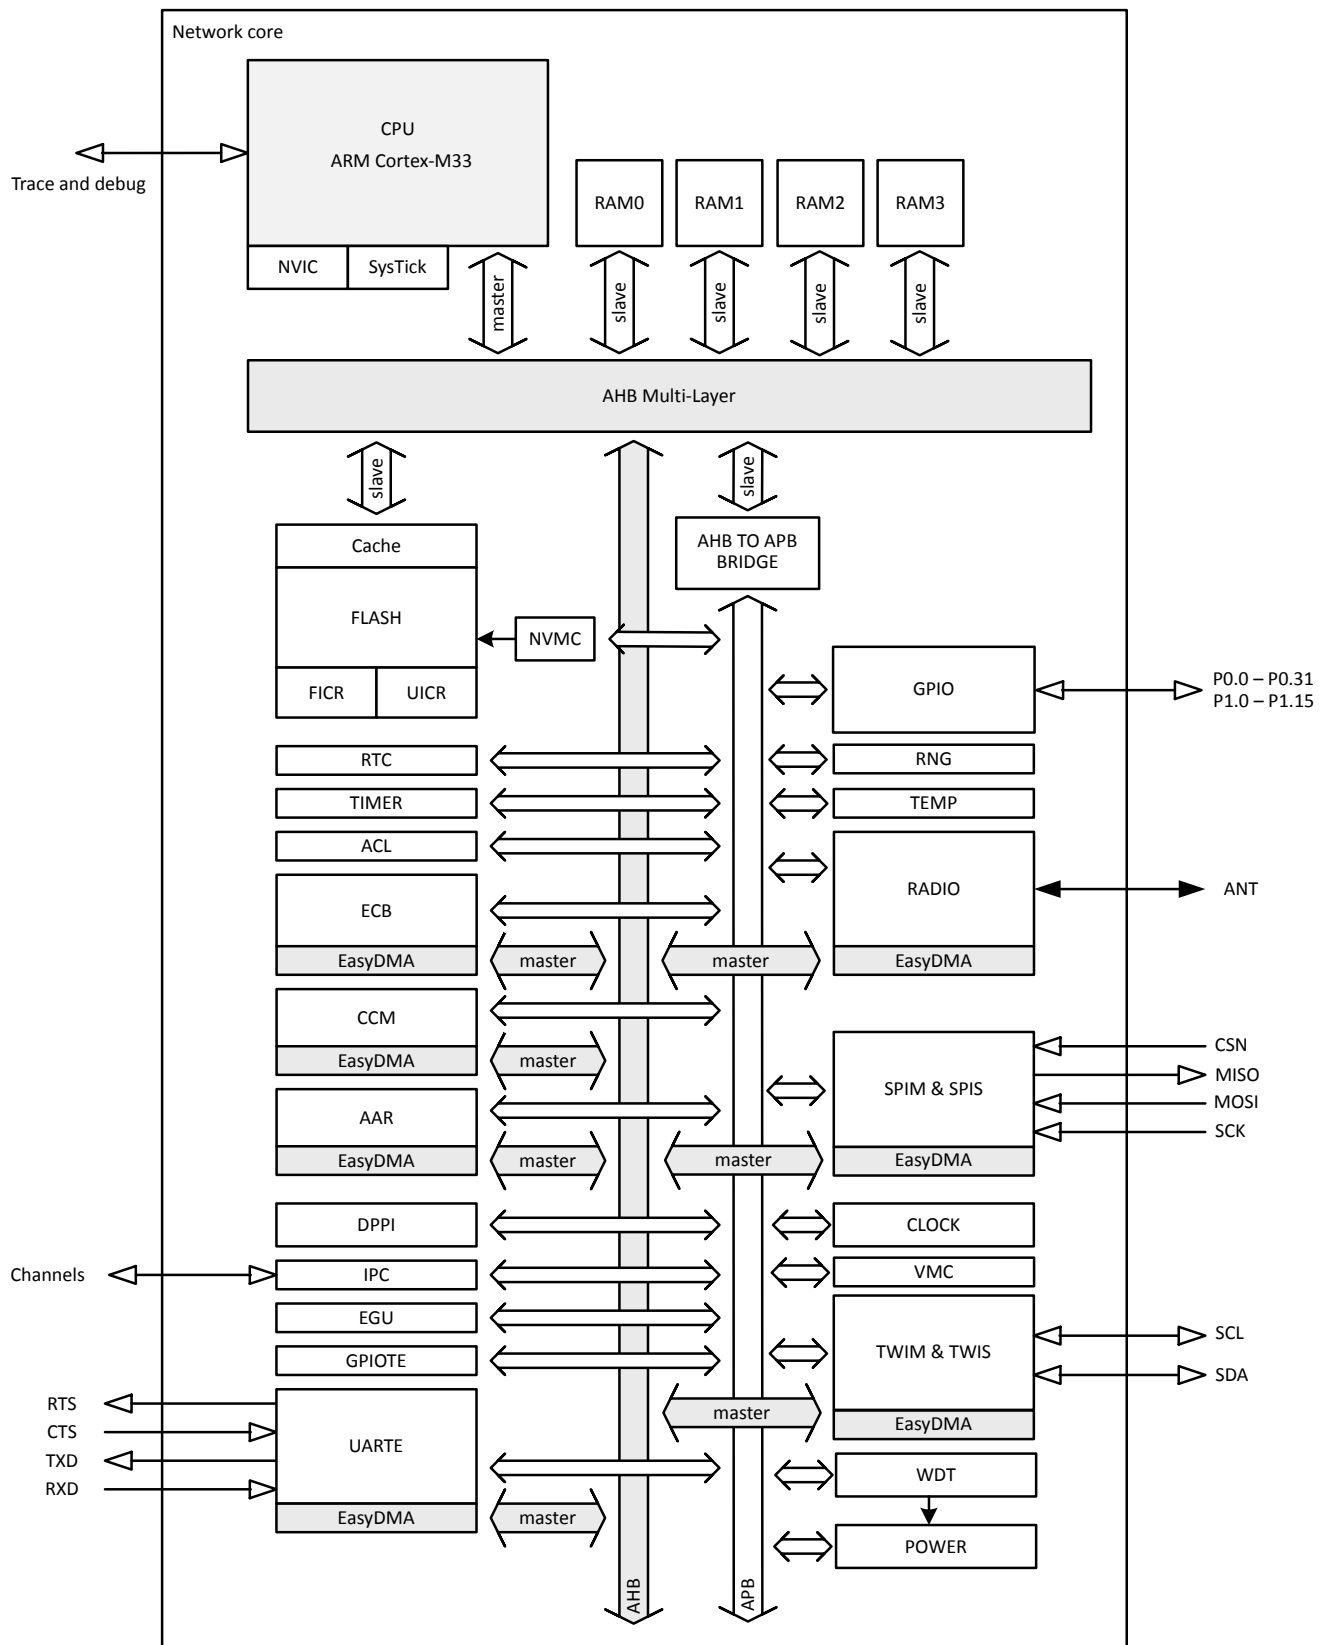 Network core
CPU
ARM Cortex-M33
Trace and debug
NVIC
SysTick
RAM0
RAM1
RAM2
RAM3
master
slave
slave
slave
slave
AHB Multi-Layer
slave
slave
Cache
FLASH
FICR
UICR
NVMC
AHB TO APB
BRIDGE
GPIO
P0.0 – P0.31
P1.0 – P1.15
RTC
RNG
TIMER
TEMP
ACL
ECB
EasyDMA
master
master
RADIO
EasyDMA
ANT
CCM
EasyDMA
master
AAR
EasyDMA
master
master
SPIM & SPIS
EasyDMA
CSN
MISO
MOSI
SCK
DPPI
CLOCK
Channels
IPC
VMC
EGU
GPIOTE
TWIM & TWIS
EasyDMA
master
SCL
SDA
RTS
CTS
TXD
RXD
UARTE
EasyDMA
master
WDT
POWER
AHB
APB